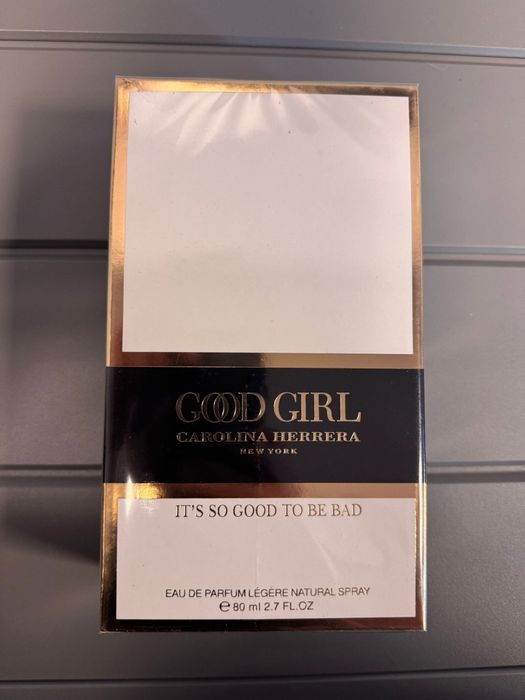 GOOD GIRL
CAROLINA HERRERA
NEW YORK
IT'S SO GOOD TO BE BAD
EAU DE PARFUM LÉGÈRE NATURAL SPRAY
℮ 80 ml 2.7 FL.OZ